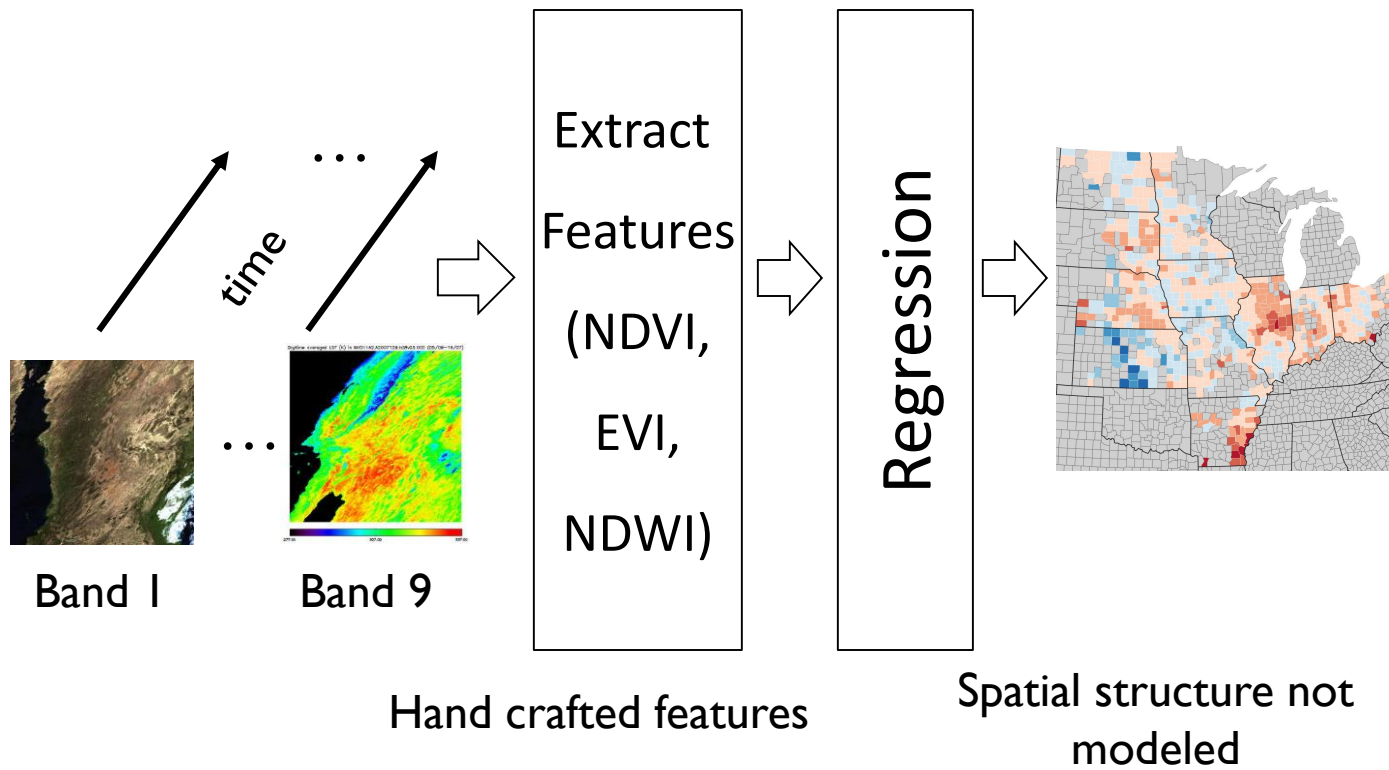 ...
time
...
Band 1
Band 9
Extract
Features
(NDVI,
EVI,
NDWI)
Regression
Hand crafted features
Spatial structure not
modeled